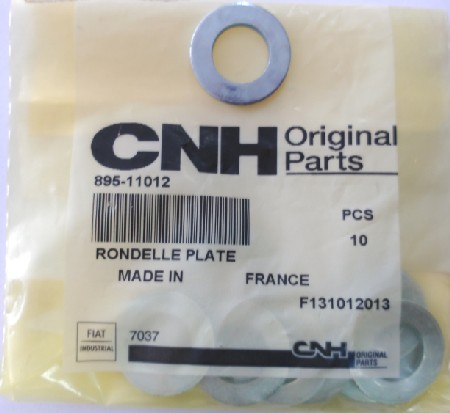 CNH Original Parts
895-11012
PCS
10
RONDELLE PLATE
MADE IN FRANCE
F131012013
FIAT INDUSTRIAL
7037
CNH ORIGINAL PARTS